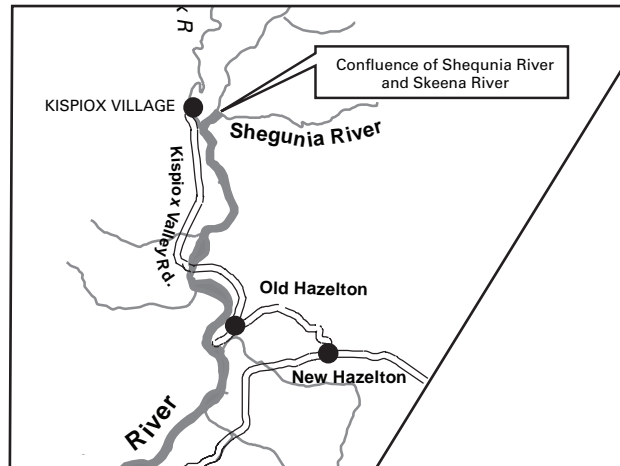 x R
Confluence of Shequnia River
and Skeena River
KISPIOX VILLAGE
Shegunia River
Kispiox Valley Rd.
Old Hazelton
New Hazelton
River